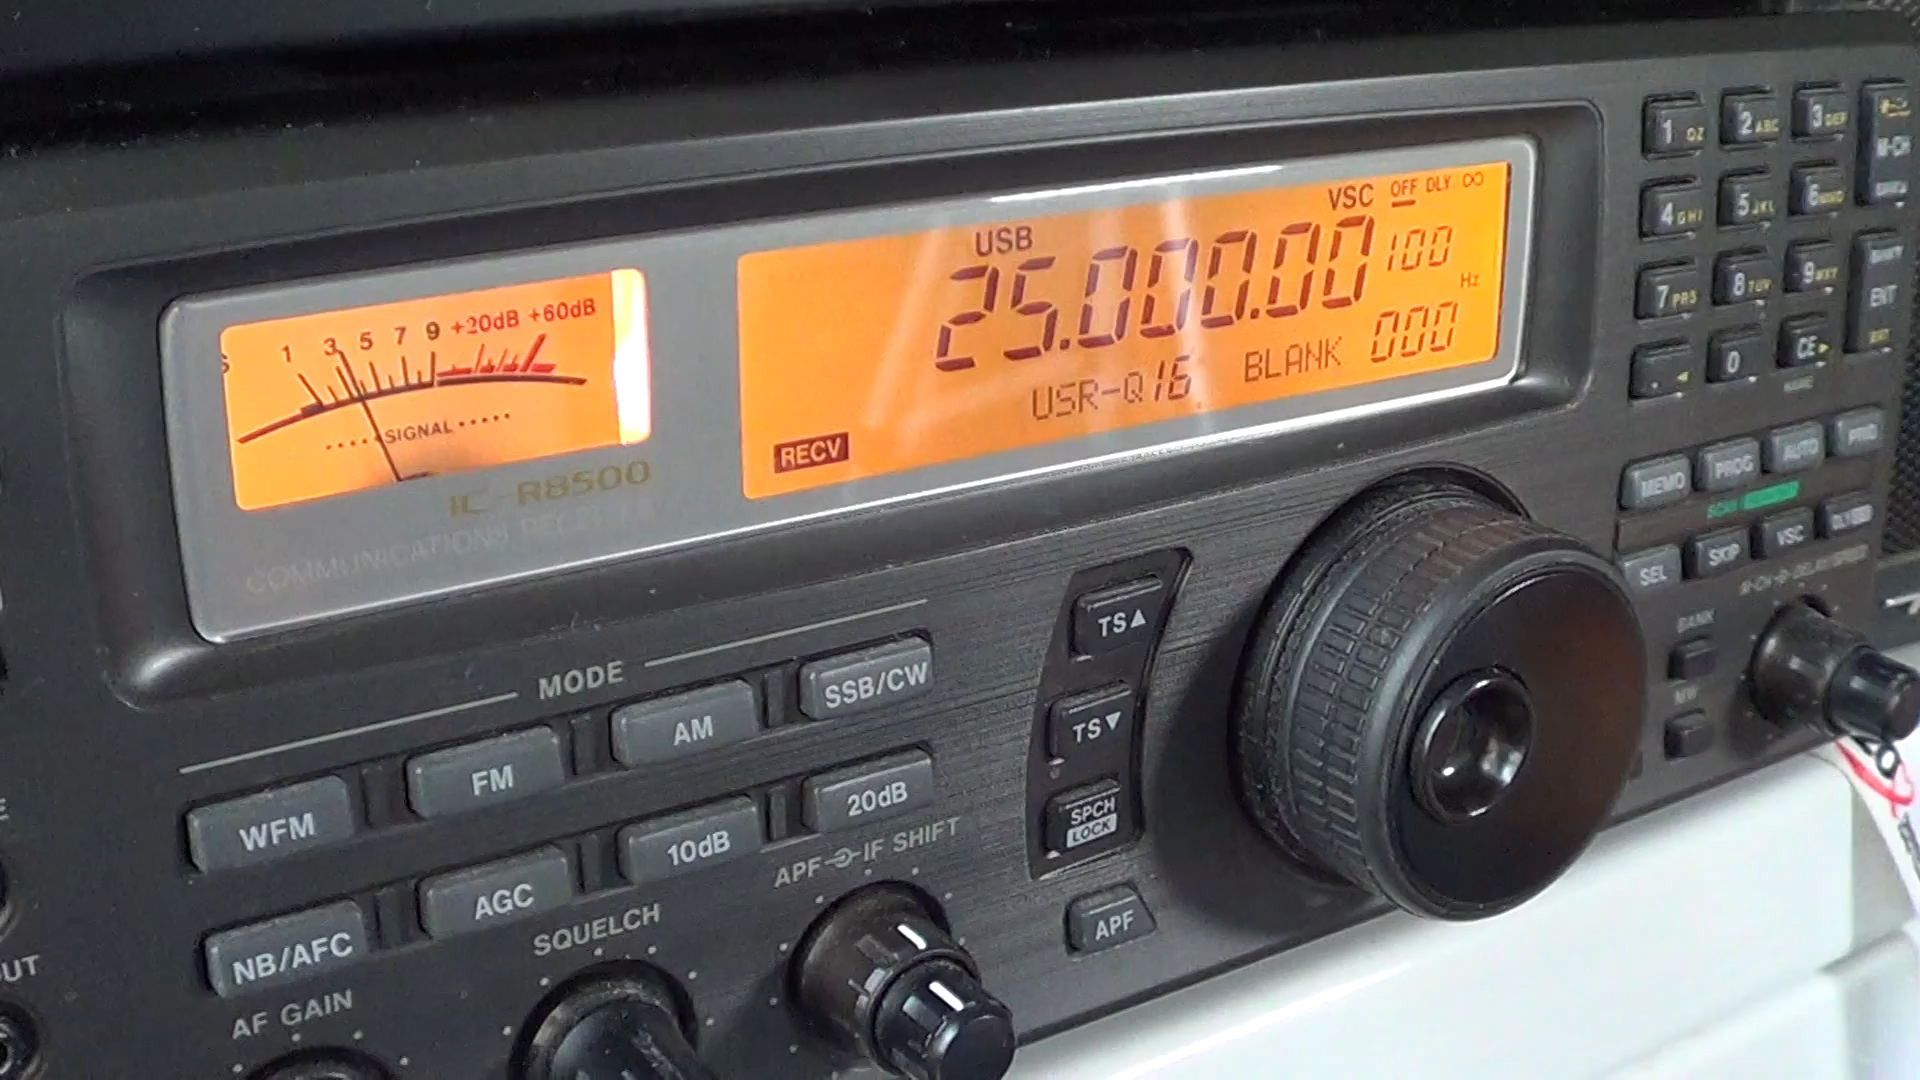 VSC OFF DLY ∞
USB
25.000.00 100
Hz
USR-Q16 BLANK 000
RECV
S 1 3 5 7 9 +20dB +60dB
SIGNAL
IC-R8500
COMMUNICATIONS RECEIVER
MODE
WFM FM AM SSB/CW
NB/AFC AGC 10dB 20dB
AF GAIN SQUELCH APF IF SHIFT
TS▲
TS▼
SPCH
LOCK
APF
1 QZ 2 ABC 3 DEF
M-CH
4 GHI 5 JKL 6 MNO
7 PRS 8 TUV 9 WXY
ENT
. 0 CE
NAME
MEMO PROG AUTO
SCAN
SEL SKIP VSC DLY
BANK
MW